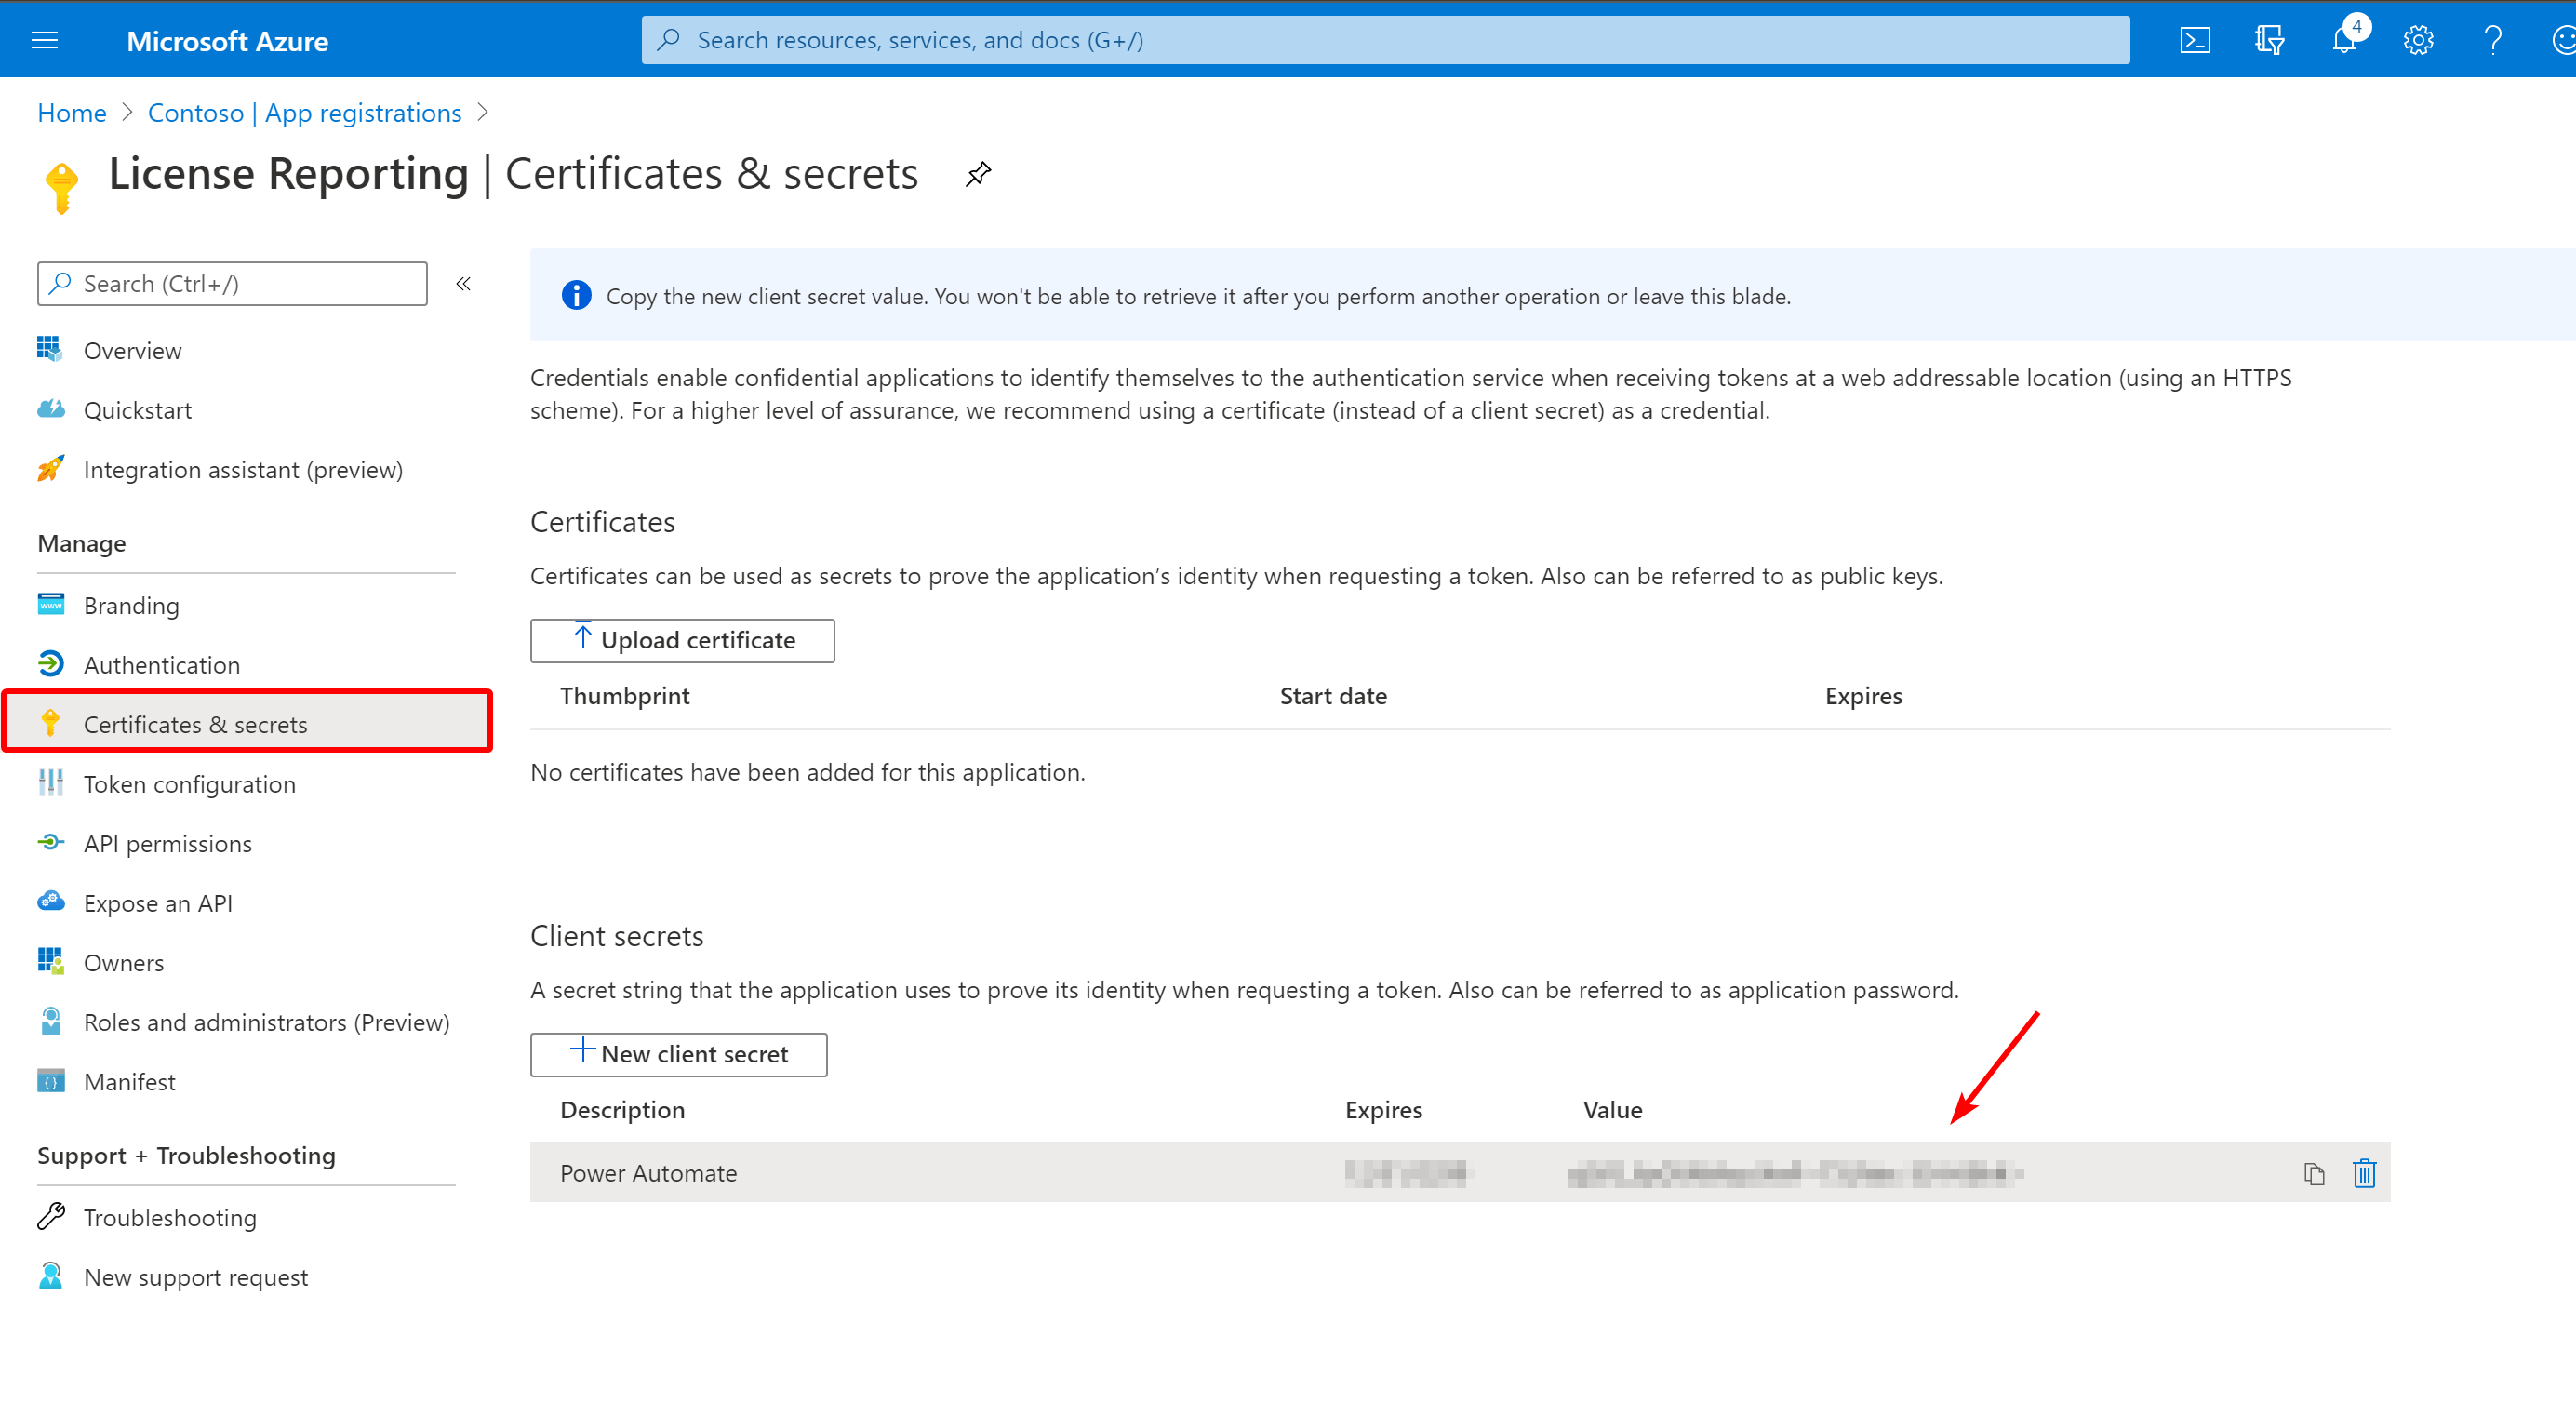 Microsoft Azure
Search resources, services, and docs (G+/)
4
Home > Contoso | App registrations >
License Reporting | Certificates & secrets
Search (Ctrl+/)
«
Overview
Quickstart
Integration assistant (preview)
Manage
Branding
Authentication
Certificates & secrets
Token configuration
API permissions
Expose an API
Owners
Roles and administrators (Preview)
Manifest
Support + Troubleshooting
Troubleshooting
New support request
Copy the new client secret value. You won't be able to retrieve it after you perform another operation or leave this blade.
Credentials enable confidential applications to identify themselves to the authentication service when receiving tokens at a web addressable location (using an HTTPS
scheme). For a higher level of assurance, we recommend using a certificate (instead of a client secret) as a credential.
Certificates
Certificates can be used as secrets to prove the application’s identity when requesting a token. Also can be referred to as public keys.
Upload certificate
Thumbprint Start date Expires
No certificates have been added for this application.
Client secrets
A secret string that the application uses to prove its identity when requesting a token. Also can be referred to as application password.
New client secret
Description Expires Value
Power Automate